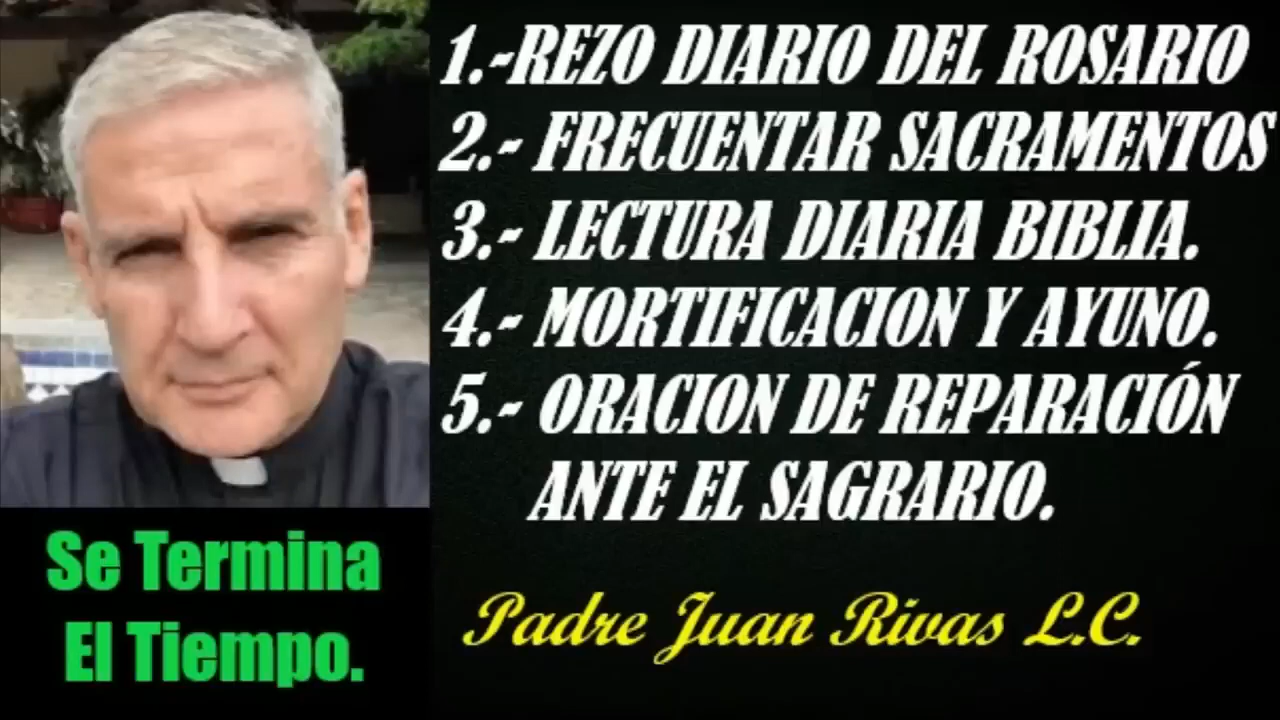 1.-REZO DIARIO DEL ROSARIO
2.- FRECUENTAR SACRAMENTOS
3.- LECTURA DIARIA BIBLIA.
4.- MORTIFICACION Y AYUNO.
5.- ORACION DE REPARACIÓN
ANTE EL SAGRARIO.
Padre Juan Rivas L.C.
Se Termina
El Tiempo.